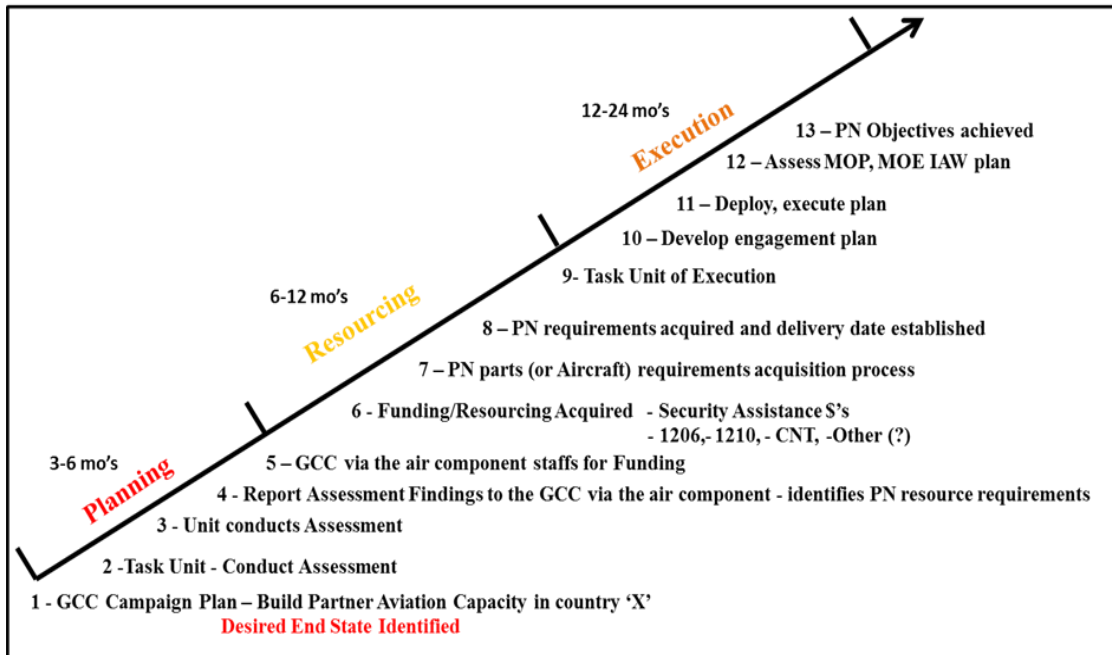 12-24 mo's
Execution
13 – PN Objectives achieved
12 – Assess MOP, MOE IAW plan
11 – Deploy, execute plan
10 – Develop engagement plan
9- Task Unit of Execution
6-12 mo's
Resourcing
8 – PN requirements acquired and delivery date established
7 – PN parts (or Aircraft) requirements acquisition process
6 - Funding/Resourcing Acquired - Security Assistance $'s
- 1206,- 1210, - CNT, -Other (?)
3-6 mo's
Planning
5 – GCC via the air component staffs for Funding
4 - Report Assessment Findings to the GCC via the air component - identifies PN resource requirements
3 - Unit conducts Assessment
2 -Task Unit - Conduct Assessment
1 - GCC Campaign Plan – Build Partner Aviation Capacity in country ‘X’
Desired End State Identified